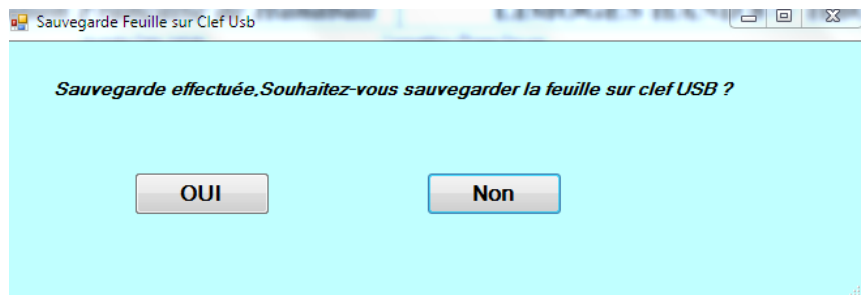 Sauvegarde Feuille sur Clef Usb
Sauvegarde effectuée,Souhaitez-vous sauvegarder la feuille sur clef USB ?
OUI Non